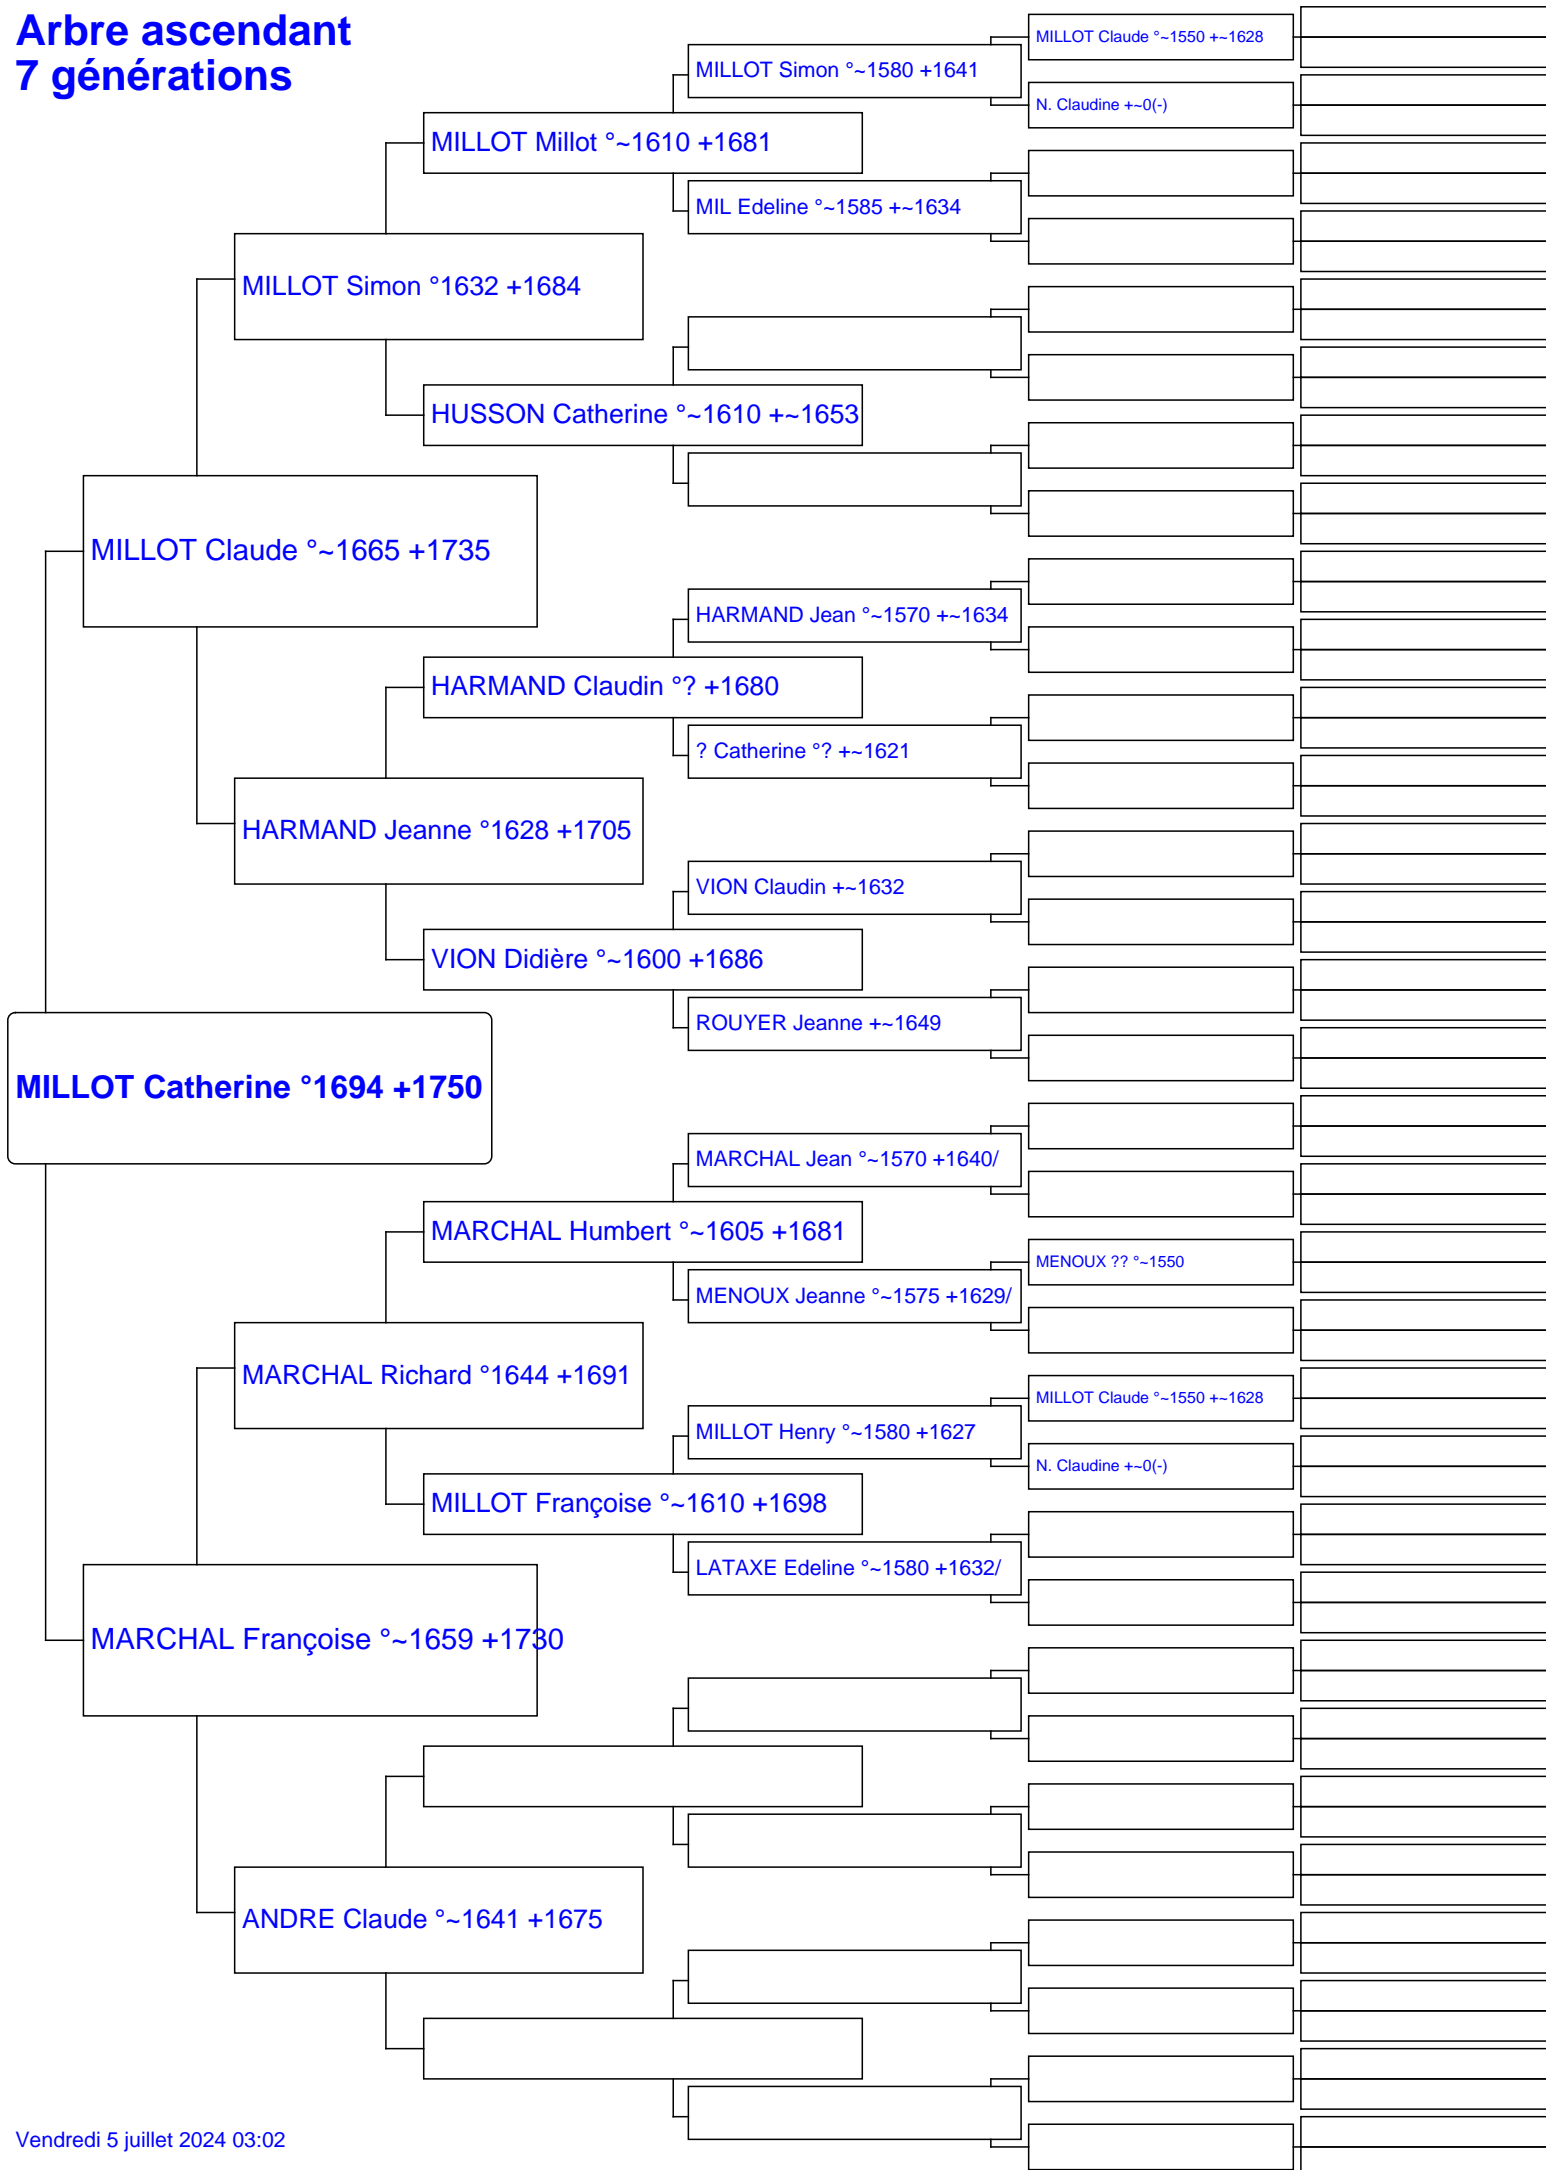 Arbre ascendant
7 générations
MILLOT Claude °~1550 +~1628
MILLOT Simon °~1580 +1641
N. Claudine +~0(-)
MILLOT Millot °~1610 +1681
MIL Edeline °~1585 +~1634
MILLOT Simon °1632 +1684
HUSSON Catherine °~1610 +~1653
MILLOT Claude °~1665 +1735
HARMAND Jean °~1570 +~1634
HARMAND Claudin °? +1680
? Catherine °? +~1621
HARMAND Jeanne °1628 +1705
VION Claudin +~1632
VION Didière °~1600 +1686
ROUYER Jeanne +~1649
MILLOT Catherine °1694 +1750
MARCHAL Jean °~1570 +1640/
MARCHAL Humbert °~1605 +1681
MENOUX ?? °~1550
MENOUX Jeanne °~1575 +1629/
MARCHAL Richard °1644 +1691
MILLOT Claude °~1550 +~1628
MILLOT Henry °~1580 +1627
N. Claudine +~0(-)
MILLOT Françoise °~1610 +1698
LATAXE Edeline °~1580 +1632/
MARCHAL Françoise °~1659 +1730
ANDRE Claude °~1641 +1675
Vendredi 5 juillet 2024 03:02